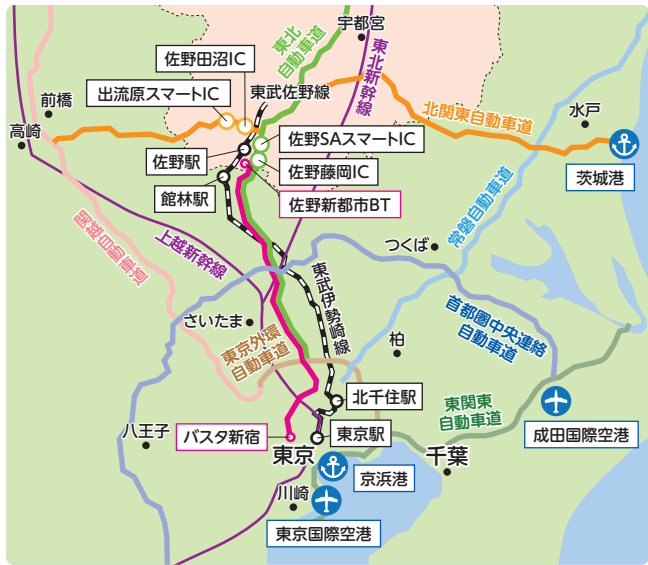 宇都宮
東北
自動車道
東北新幹線
佐野田沼IC
出流原スマートIC
東武佐野線
前橋
高崎
北関東自動車道
水戸
佐野SAスマートIC
佐野駅
佐野藤岡IC
茨城港
館林駅
佐野新都市BT
常磐自動車道
関越自動車道
上越新幹線
つくば
東武伊勢崎線
さいたま
首都圏中央連絡
自動車道
東京外環
自動車道
柏
北千住駅
東関東
自動車道
八王子
バスタ新宿
東京駅
成田国際空港
東京
千葉
京浜港
川崎
東京国際空港